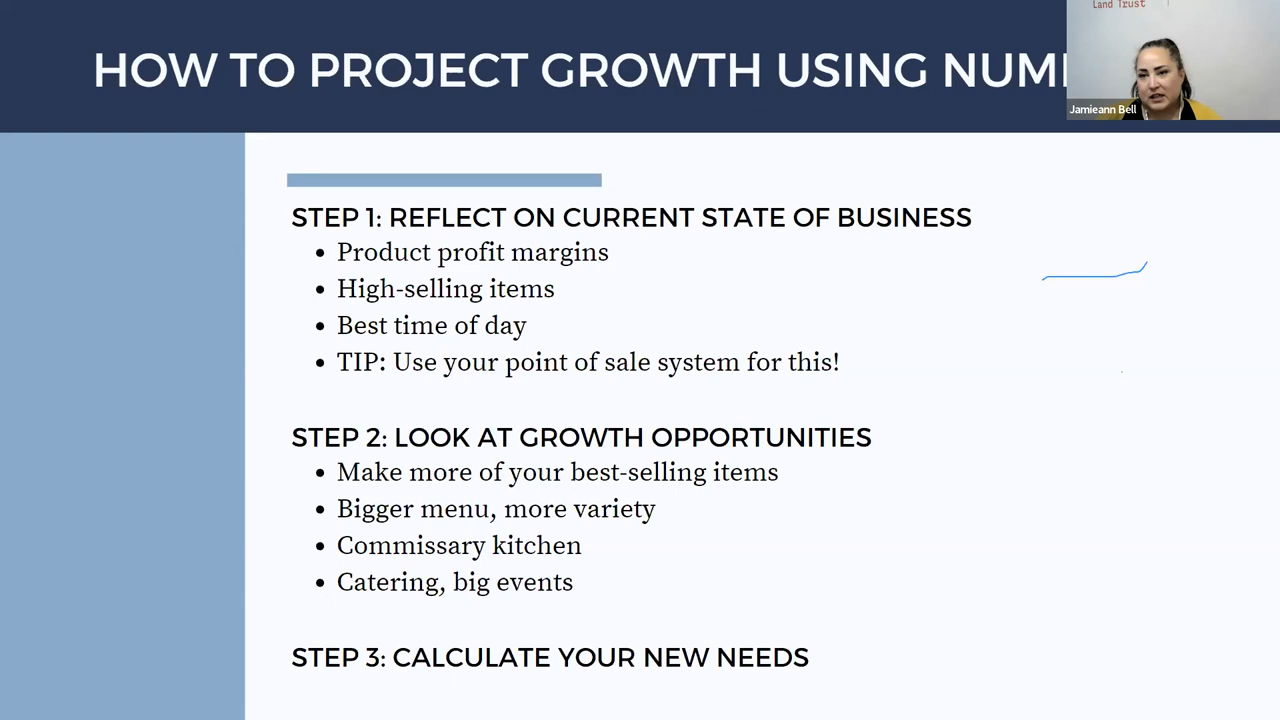 Land Trust
HOW TO PROJECT GROWTH USING
Jamieann Bell
STEP 1: REFLECT ON CURRENT STATE OF BUSINESS
• Product profit margins
• High-selling items
• Best time of day
• TIP: Use your point of sale system for this!
STEP 2: LOOK AT GROWTH OPPORTUNITIES
• Make more of your best-selling items
• Bigger menu, more variety
• Commissary kitchen
• Catering, big events
STEP 3: CALCULATE YOUR NEW NEEDS